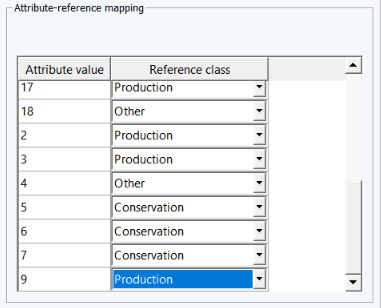 Attribute-reference mapping
Attribute value Reference class
17 Production
18 Other
2 Production
3 Production
4 Other
5 Conservation
6 Conservation
7 Conservation
9 Production